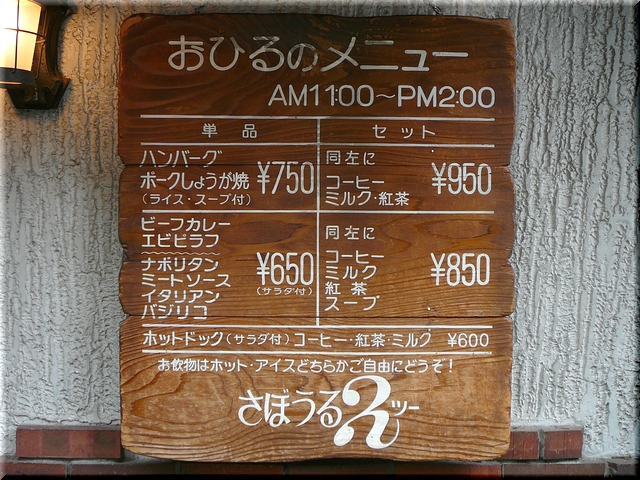 おひるのメニュー
AM11:00〜PM2:00
単品 セット
ハンバーグ
ポークしょうが焼
(ライス・スープ付)
¥750
同左に
コーヒー
ミルク・紅茶
¥950
ビーフカレー
エビピラフ
ナポリタン
ミートソース
イタリアン
バジリコ
¥650
(サラダ付)
同左に
コーヒー
ミルク
紅茶
スープ
¥850
ホットドック(サラダ付)コーヒー・紅茶・ミルク ¥600
お飲物はホット・アイスどちらかご自由にどうぞ!
さぼうる2ツー